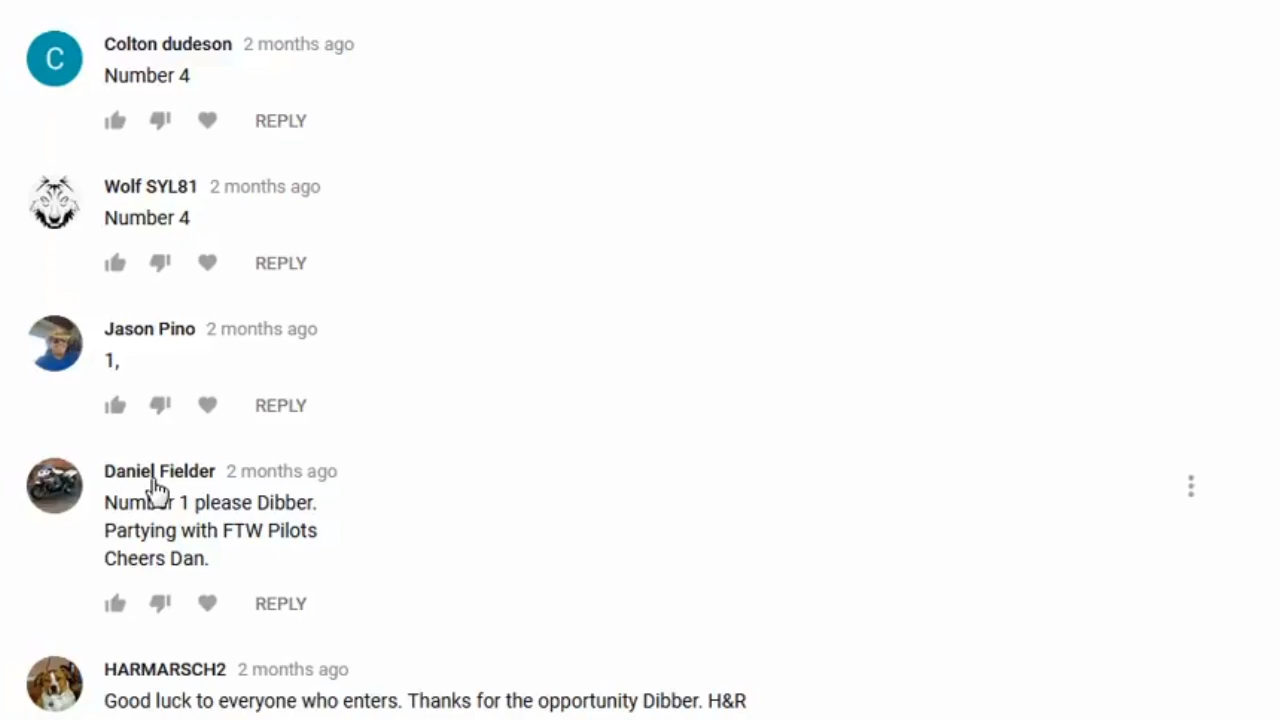 C
Colton dudeson 2 months ago
Number 4
REPLY
Wolf SYL81 2 months ago
Number 4
REPLY
Jason Pino 2 months ago
1,
REPLY
Daniel Fielder 2 months ago
Number 1 please Dibber.
Partying with FTW Pilots
Cheers Dan.
REPLY
HARMARSCH2 2 months ago
Good luck to everyone who enters. Thanks for the opportunity Dibber. H&R